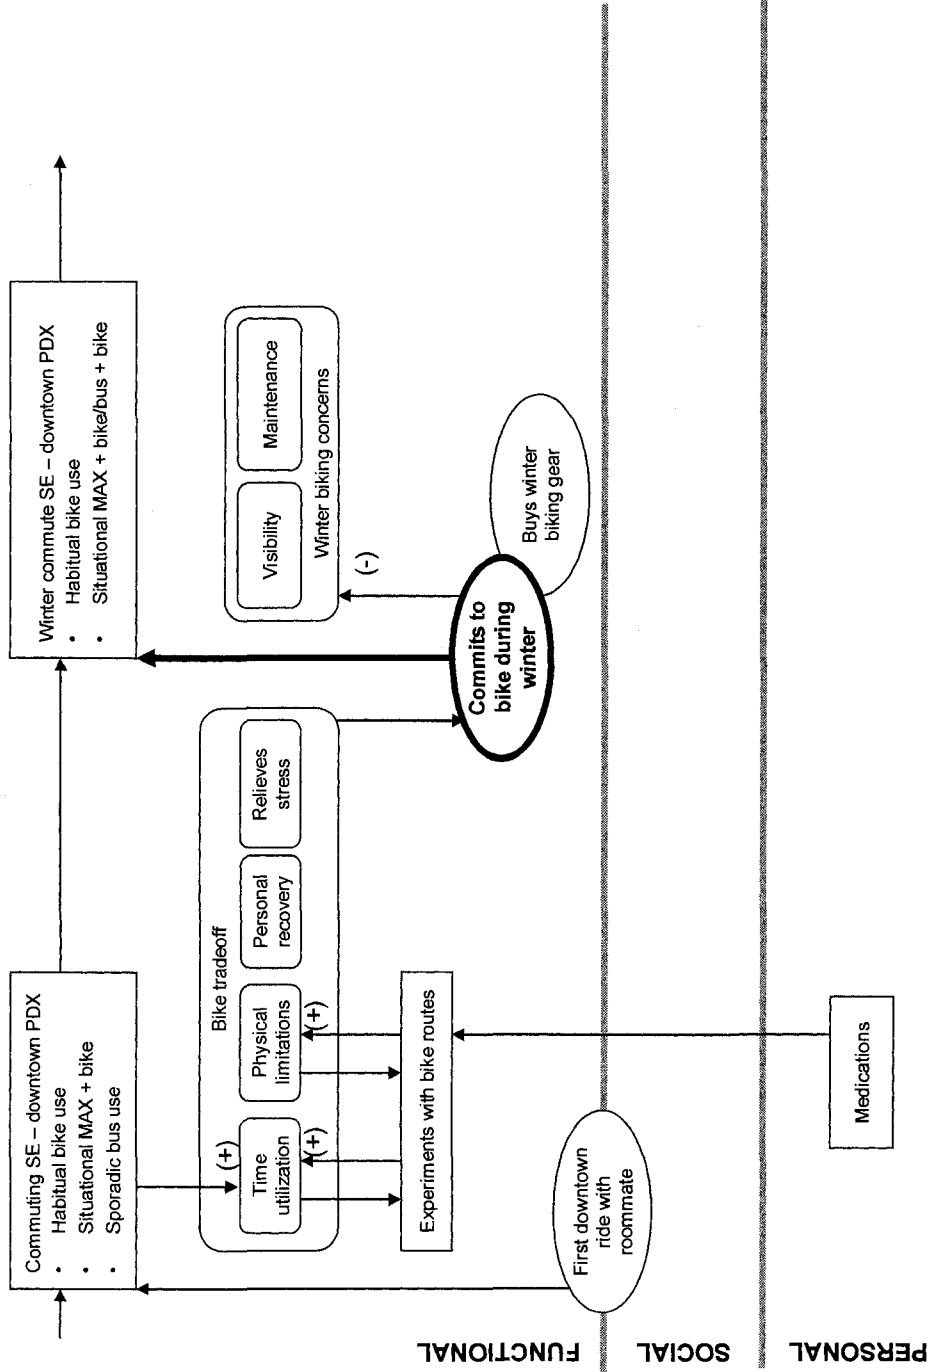 Commuting SE – downtown PDX
• Habitual bike use
• Situational MAX + bike
• Sporadic bus use
Winter commute SE – downtown PDX
• Habitual bike use
• Situational MAX + bike/bus + bike
Bike tradeoff
(+)
Time
utilization
(+)
Physical
limitations
(+)
Personal
recovery
Relieves
stress
Visibility
Maintenance
Winter biking concerns
(-)
Experiments with bike routes
Commits to
bike during
winter
Buys winter
biking gear
First downtown
ride with
roommate
Medications
FUNCTIONAL
SOCIAL
PERSONAL